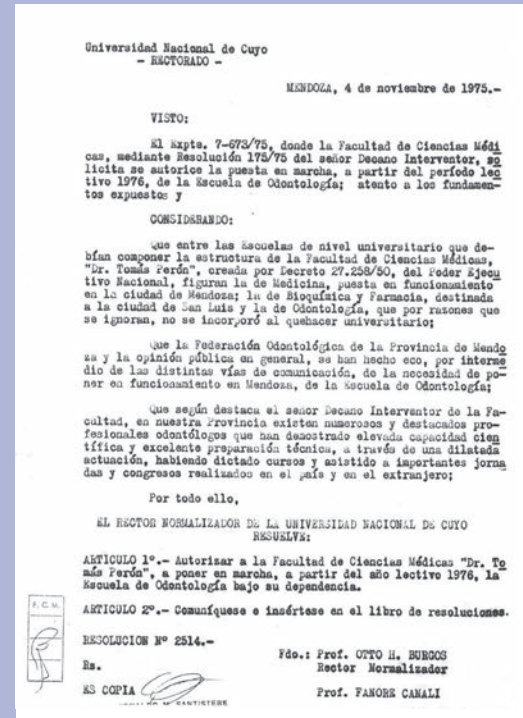 Universidad Nacional de Cuyo
- RECTORADO -
MENDOZA, 4 de noviembre de 1975.-
VISTO:
El Expte. 7-673/75, donde la Facultad de Ciencias Médi
cas, mediante Resolución 175/75 del señor Decano Interventor, so
licita se autorice la puesta en marcha, a partir del período lec
tivo 1976, de la Escuela de Odontología; atento a los fundamen-
tos expuestos y
CONSIDERANDO:
Que entre las Escuelas de nivel universitario que de-
bían componer la estructura de la Facultad de Ciencias Médicas,
"Dr. Tomás Perón", creada por Decreto 27.258/50, del Poder Ejecu
tivo Nacional, figuran la de Medicina, puesta en funcionamiento
en la ciudad de Mendoza; la de Bioquímica y Farmacia, destinada
a la ciudad de San Luis y la de Odontología, que por razones que
se ignoran, no se incorporó al quehacer universitario;
Que la Federación Odontológica de la Provincia de Mendo
za y la opinión pública en general, se han hecho eco, por interme
dio de las distintas vías de comunicación, de la necesidad de po-
ner en funcionamiento en Mendoza, de la Escuela de Odontología;
Que según destaca el señor Decano Interventor de la Fa-
cultad, en nuestra Provincia existen numerosos y destacados pro-
fesionales odontólogos que han demostrado elevada capacidad cien
tífica y excelente preparación técnica, a través de una dilatada
actuación, habiendo dictado cursos y asistido a importantes jorna
das y congresos realizados en el país y en el extranjero;
Por todo ello,
EL RECTOR NORMALIZADOR DE LA UNIVERSIDAD NACIONAL DE CUYO
RESUELVE:
ARTICULO 1º.- Autorizar a la Facultad de Ciencias Médicas "Dr. To
más Perón", a poner en marcha, a partir del año lectivo 1976, la
Escuela de Odontología bajo su dependencia.
ARTICULO 2º.- Comuníquese e insértese en el libro de resoluciones.
F. C. M.
RESOLUCION Nº 2514.-
Fdo.: Prof. OTTO H. BURGOS
Rs.
Rector Normalizador
ES COPIA
Prof. FANORE CANALI